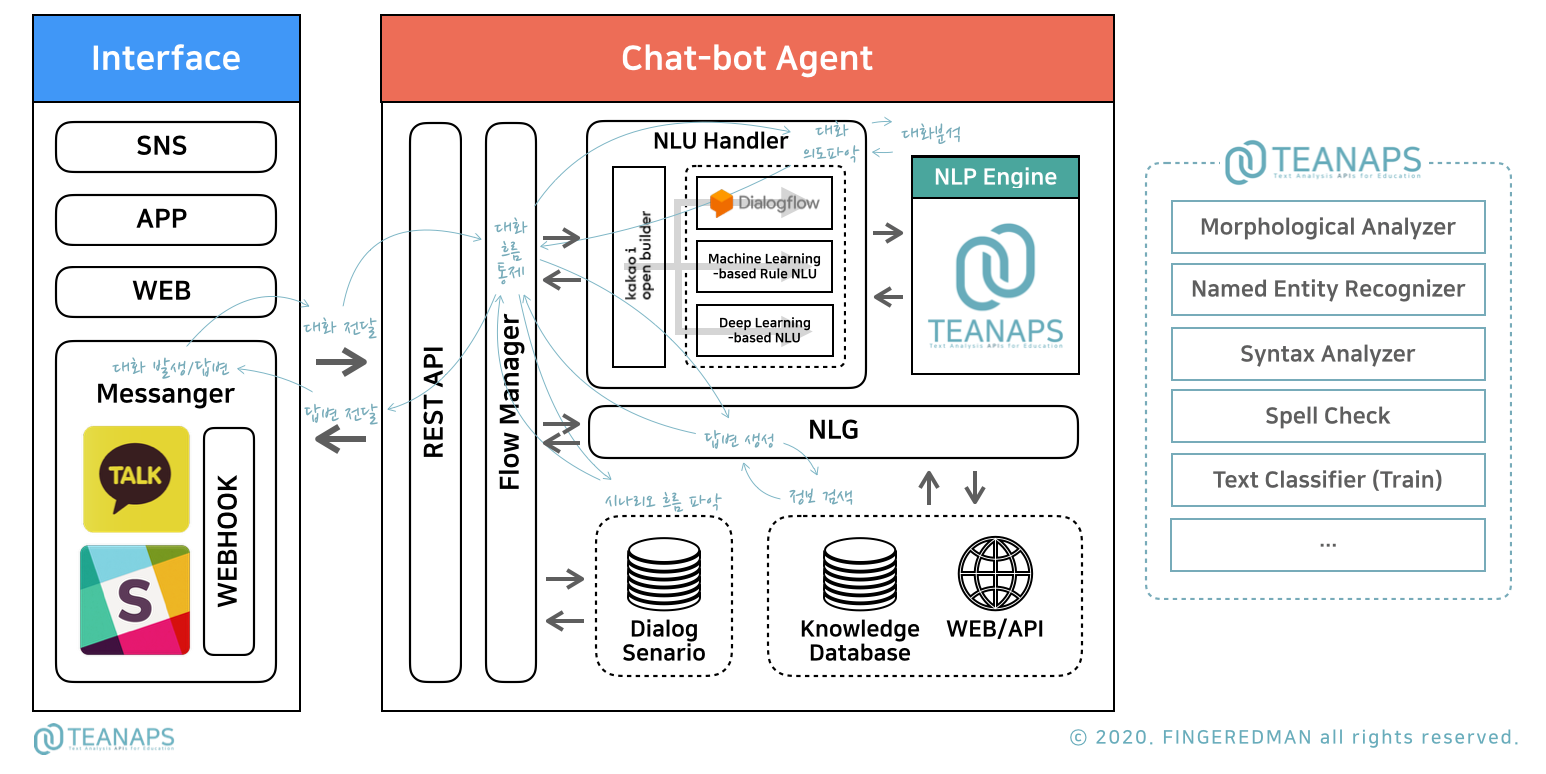 Interface
SNS
APP
WEB
대화 발생/답변
Messanger
TALK
S
WEBHOOK
대화 전달
답변 전달
Chat-bot Agent
REST API
Flow Manager
대화
흐름
통제
NLU Handler
대화
의도파악
대화분석
kakao i
open builder
Dialogflow
Machine Learning
-based Rule NLU
Deep Learning
-based NLU
NLP Engine
TEANAPS
Text Analysis APIs for Education
NLG
답변 생성
시나리오 흐름 파악
정보 검색
Dialog
Senario
Knowledge
Database
WEB/API
TEANAPS
Text Analysis APIs for Education
Morphological Analyzer
Named Entity Recognizer
Syntax Analyzer
Spell Check
Text Classifier (Train)
...
TEANAPS
Text Analysis APIs for Education
© 2020. FINGEREDMAN all rights reserved.